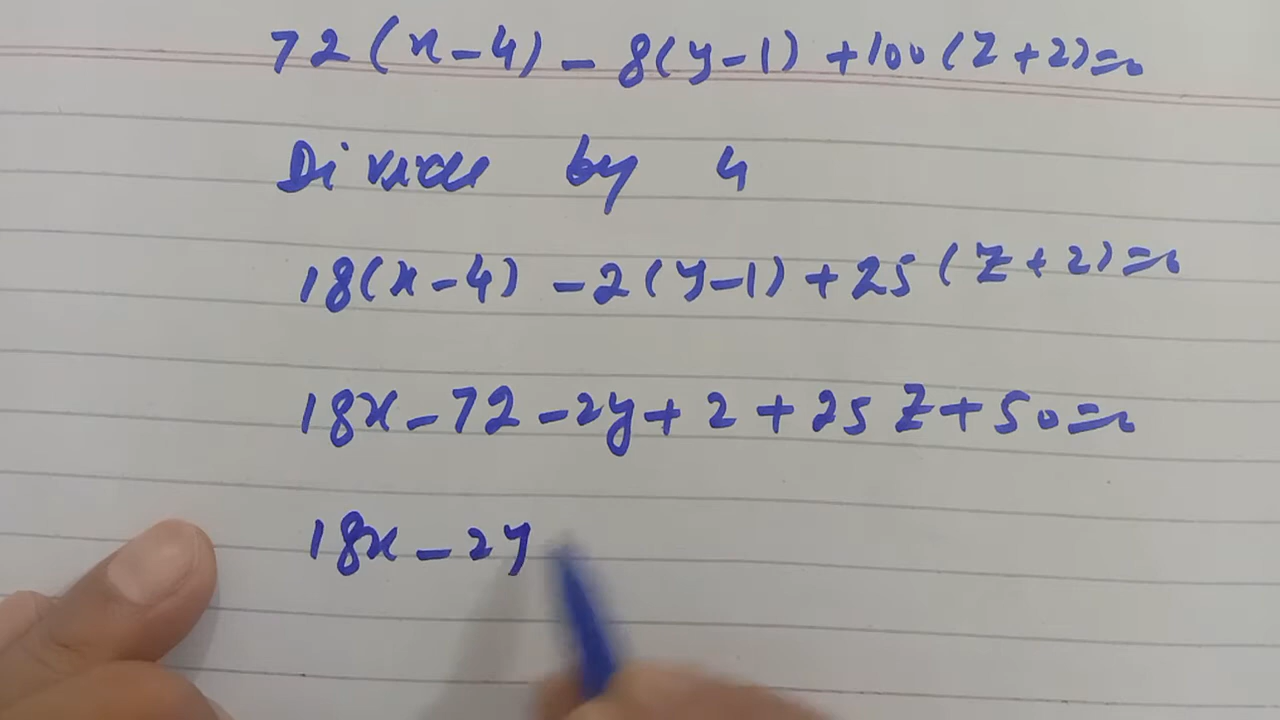 72(x-4) - 8(y-1) +100(z+2)=0
Divide by 4
18(x-4) -2(y-1)+25(z+2)=0
18x-72-2y+2+25z+50=0
18x-2y